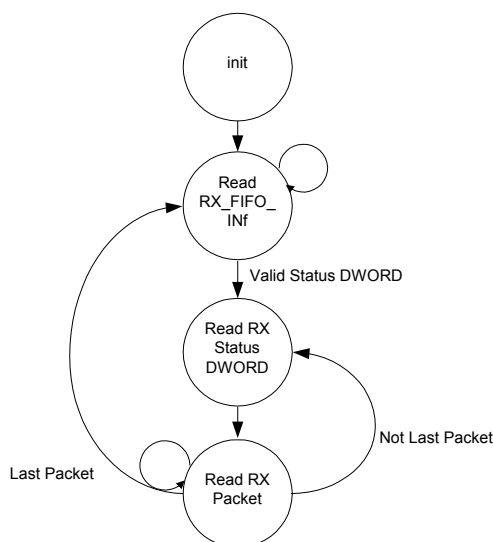 init
Read
RX_FIFO_
INf
Valid Status DWORD
Read RX
Status
DWORD
Not Last Packet
Last Packet
Read RX
Packet